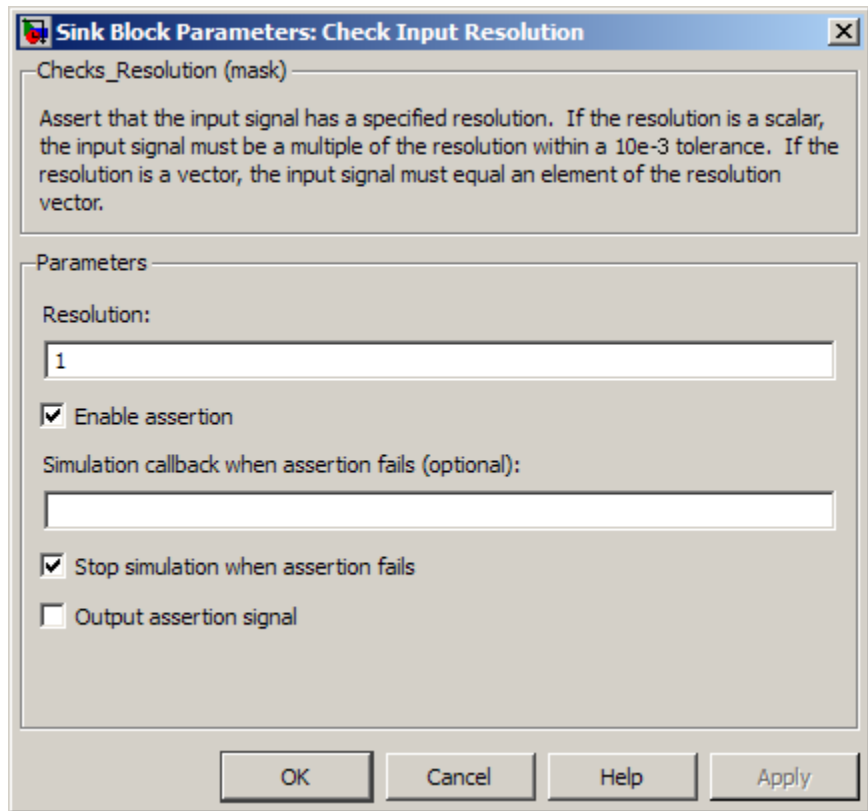 Sink Block Parameters: Check Input Resolution
Checks_Resolution (mask)
Assert that the input signal has a specified resolution.  If the resolution is a scalar,
the input signal must be a multiple of the resolution within a 10e-3 tolerance.  If the
resolution is a vector, the input signal must equal an element of the resolution
vector.
Parameters
Resolution:
1
Enable assertion
Simulation callback when assertion fails (optional):
Stop simulation when assertion fails
Output assertion signal
OK Cancel Help Apply